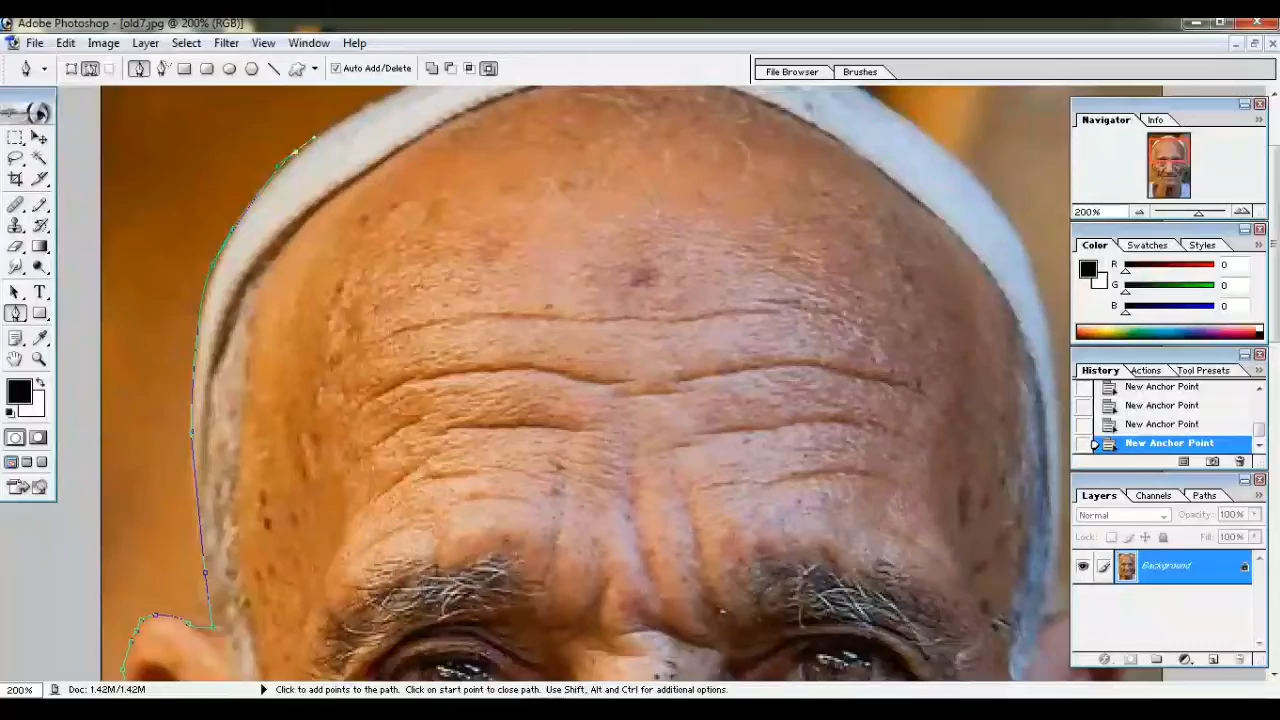 Adobe Photoshop - [old7.jpg @ 200% (RGB)]
File Edit Image Layer Select Filter View Window Help
Auto Add/Delete
File Browser Brushes
Navigator Info
200%
Color Swatches Styles
R 0
G 0
B 0
History Actions Tool Presets
New Anchor Point
New Anchor Point
New Anchor Point
New Anchor Point
Layers Channels Paths
Normal Opacity: 100%
Lock: Fill: 100%
Background
200% Doc: 1.42M/1.42M Click to add points to the path. Click on start point to close path. Use Shift, Alt and Ctrl for additional options.